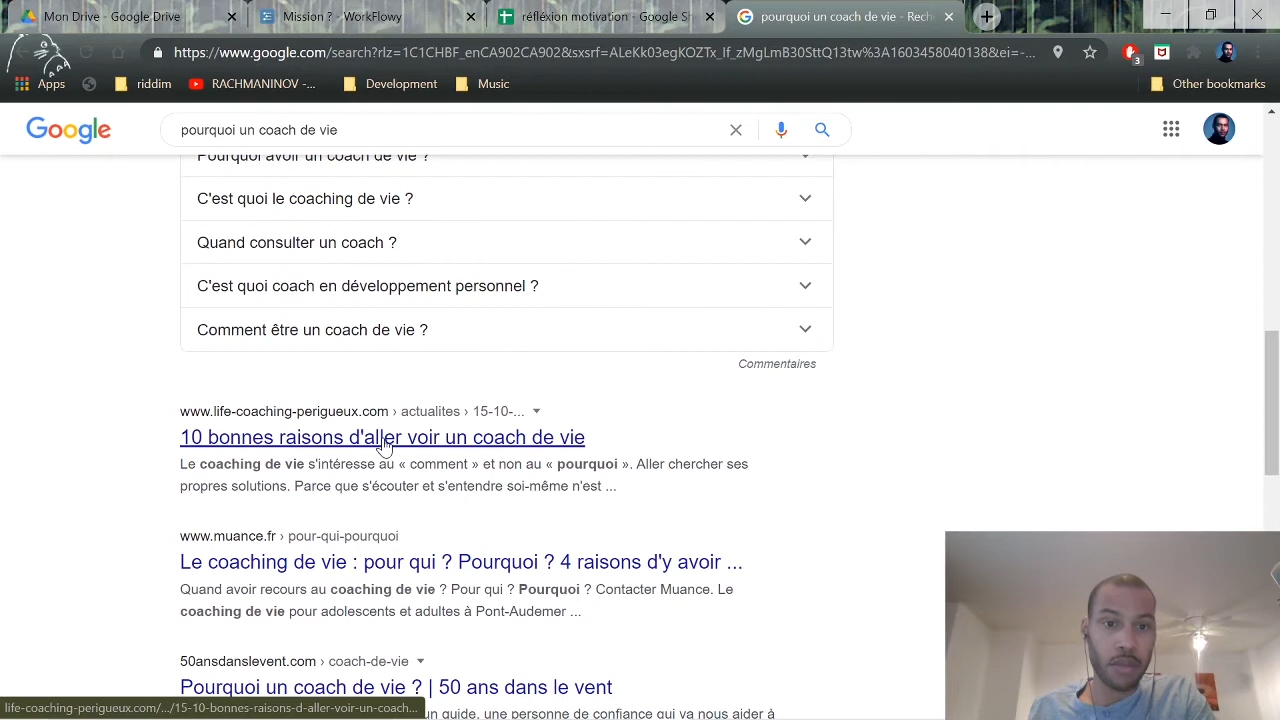 Mon Drive - Google Drive
Mission ? - WorkFlowy
réfléxion motivation - Google S
pourquoi un coach de vie - Rech
https://www.google.com/search?rlz=1C1CHBF_enCA902CA902&sxsrf=ALeKk03egKOZTx_lf_zMgLmB30SttQ13tw%3A1603458040138&ei=-...
3
Apps
riddim
RACHMANINOV -...
Development
Music
Other bookmarks
Google
pourquoi un coach de vie
Pourquoi avoir un coach de vie ?
C'est quoi le coaching de vie ?
Quand consulter un coach ?
C'est quoi coach en développement personnel ?
Comment être un coach de vie ?
Commentaires
www.life-coaching-perigueux.com › actualites › 15-10-...
10 bonnes raisons d'aller voir un coach de vie
Le coaching de vie s'intéresse au « comment » et non au « pourquoi ». Aller chercher ses
propres solutions. Parce que s'écouter et s'entendre soi-même n'est ...
www.muance.fr › pour-qui-pourquoi
Le coaching de vie : pour qui ? Pourquoi ? 4 raisons d'y avoir ...
Quand avoir recours au coaching de vie ? Pour qui ? Pourquoi ? Contacter Muance. Le
coaching de vie pour adolescents et adultes à Pont-Audemer ...
50ansdanslevent.com › coach-de-vie
Pourquoi un coach de vie ? | 50 ans dans le vent
un guide, une personne de confiance qui va nous aider à
life-coaching-perigueux.com/.../15-10-bonnes-raisons-d-aller-voir-un-coach...